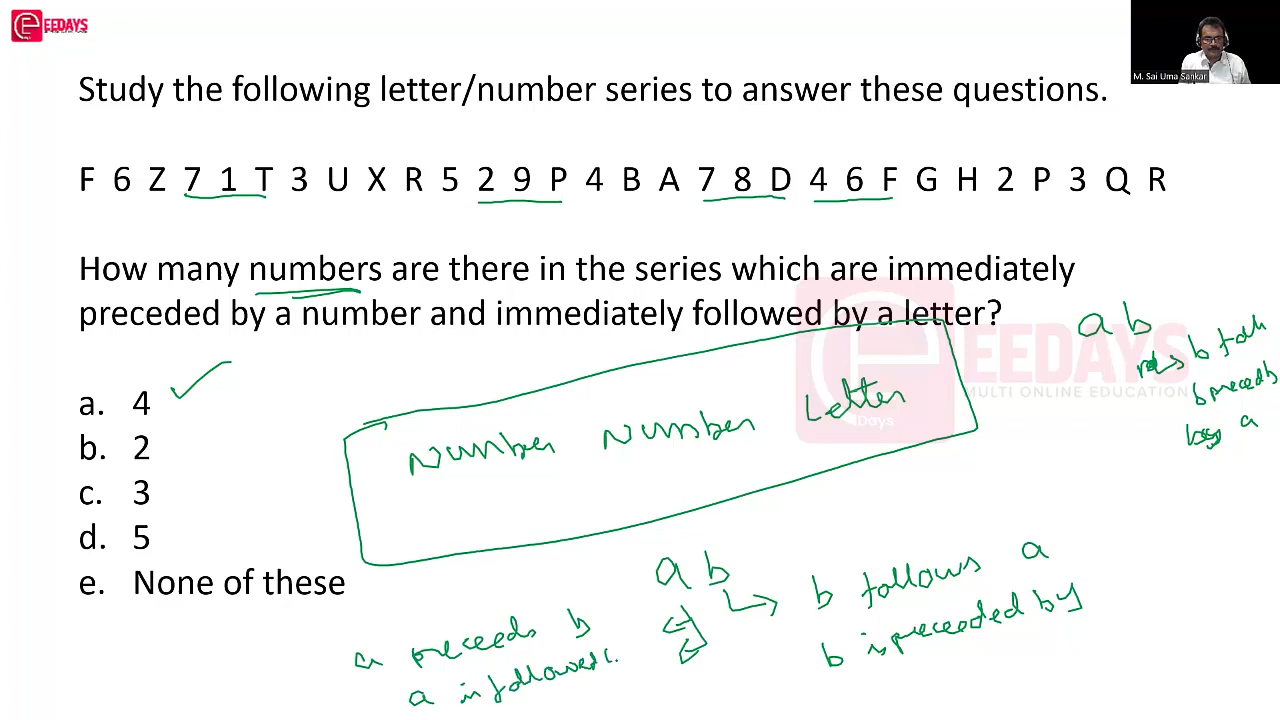 EEDAYS
M. Sai Uma Sankar
Study the following letter/number series to answer these questions.
F 6 Z 7 1 T 3 U X R 5 2 9 P 4 B A 7 8 D 4 6 F G H 2 P 3 Q R
How many numbers are there in the series which are immediately
preceded by a number and immediately followed by a letter?
EEDAYS
MULTI ONLINE EDUCATION
a b
b
b
by a
a. 4
b. 2
c. 3
d. 5
e. None of these
Number Number Letter
a b
b follows a
b is preceeded by
a preceeds b
a is followed